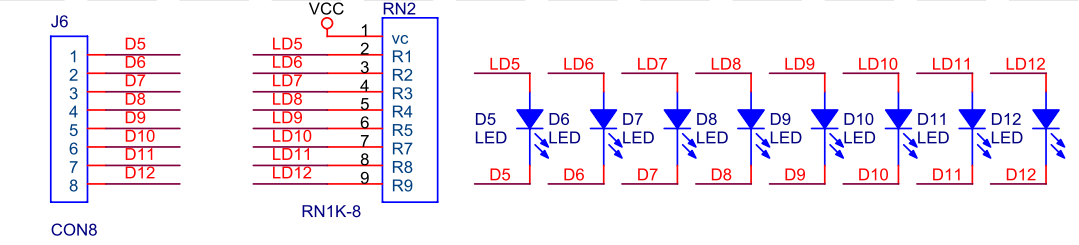 J6
1 D5
2 D6
3 D7
4 D8
5 D9
6 D10
7 D11
8 D12
CON8
VCC
RN2
1 vc
LD5 2 R1
LD6 3 R2
LD7 4 R3
LD8 5 R4
LD9 6 R5
LD10 7 R7
LD11 8 R8
LD12 9 R9
RN1K-8
LD5 LD6 LD7 LD8 LD9 LD10 LD11 LD12
D5 D6 D7 D8 D9 D10 D11 D12
LED LED LED LED LED LED LED LED
D5 D6 D7 D8 D9 D10 D11 D12